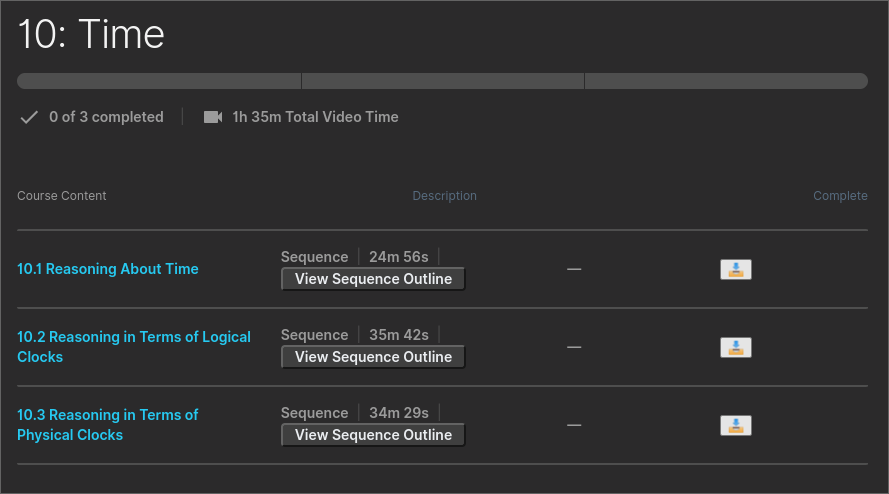 10: Time
0 of 3 completed
1h 35m Total Video Time
Course Content Description Complete
10.1 Reasoning About Time
Sequence 24m 56s
View Sequence Outline
—
10.2 Reasoning in Terms of Logical
Clocks
Sequence 35m 42s
View Sequence Outline
—
10.3 Reasoning in Terms of
Physical Clocks
Sequence 34m 29s
View Sequence Outline
—